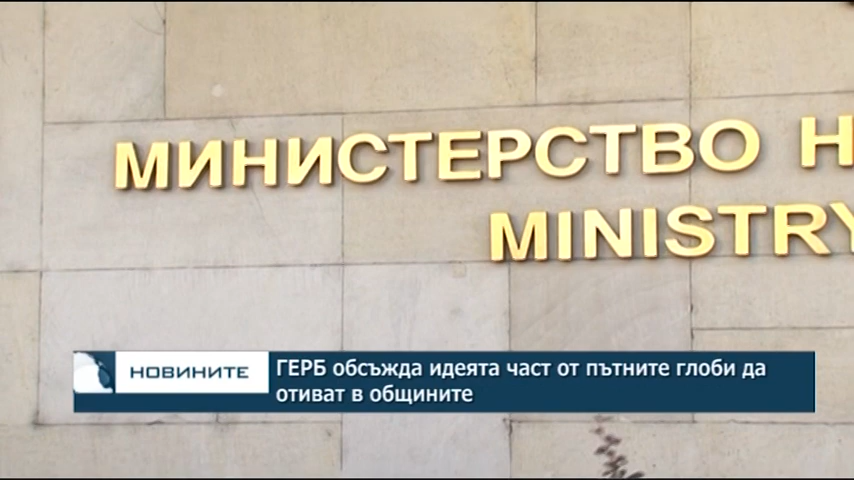 МИНИСТЕРСТВО Н
MINISTRY
НОВИНИТЕ
ГЕРБ обсъжда идеята част от пътните глоби да
отиват в общините